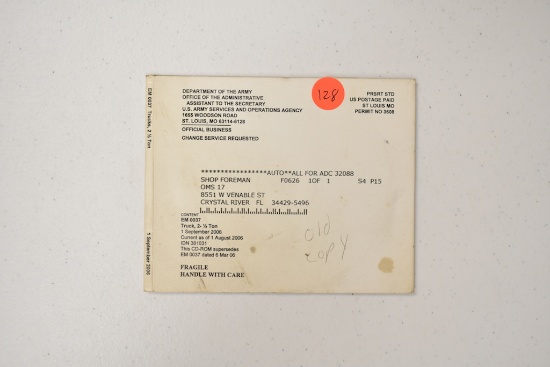 DEPARTMENT OF THE ARMY
OFFICE OF THE ADMINISTRATIVE
ASSISTANT TO THE SECRETARY
U.S. ARMY SERVICES AND OPERATIONS AGENCY
1655 WOODSON ROAD
ST. LOUIS, MO 63114-6128
OFFICIAL BUSINESS
CHANGE SERVICE REQUESTED
128
PRSRT STD
US POSTAGE PAID
ST LOUIS MO
PERMIT NO 3508
EM 0037 Trucks, 2 ½ Ton
1 September 2006
******************AUTO**ALL FOR ADC 32088
SHOP FOREMAN F0626 1OF 1 S4 P15
OMS 17
8551 W VENABLE ST
CRYSTAL RIVER FL 34429-5496
CONTENT
EM 0037
Truck, 2- ½ Ton
1 September 2006
Current as of 1 August 2006
IDN 381031
This CD-ROM supersedes
EM 0037 dated 6 Mar 06
old
copy
FRAGILE
HANDLE WITH CARE